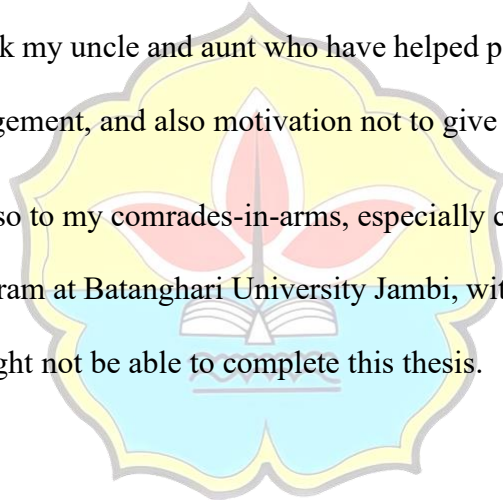 k my uncle and aunt who have helped p
gement, and also motivation not to give
so to my comrades-in-arms, especially c
ram at Batanghari University Jambi, wit
ght not be able to complete this thesis.